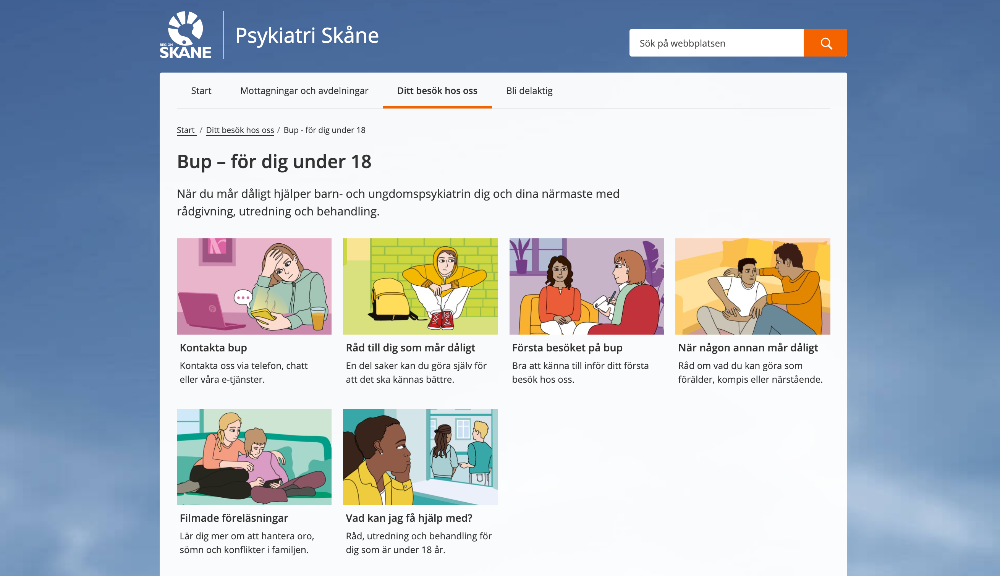 REGION
SKÅNE
Psykiatri Skåne
Sök på webbplatsen
Start
Mottagningar och avdelningar
Ditt besök hos oss
Bli delaktig
Start / Ditt besök hos oss / Bup - för dig under 18
Bup – för dig under 18
När du mår dåligt hjälper barn- och ungdomspsykiatrin dig och dina närmaste med
rådgivning, utredning och behandling.
Kontakta bup
Kontakta oss via telefon, chatt
eller våra e-tjänster.
Råd till dig som mår dåligt
En del saker kan du göra själv för
att det ska kännas bättre.
Första besöket på bup
Bra att känna till inför ditt första
besök hos oss.
När någon annan mår dåligt
Råd om vad du kan göra som
förälder, kompis eller närstående.
Filmade föreläsningar
Lär dig mer om att hantera oro,
sömn och konflikter i familjen.
Vad kan jag få hjälp med?
Råd, utredning och behandling för
dig som är under 18 år.